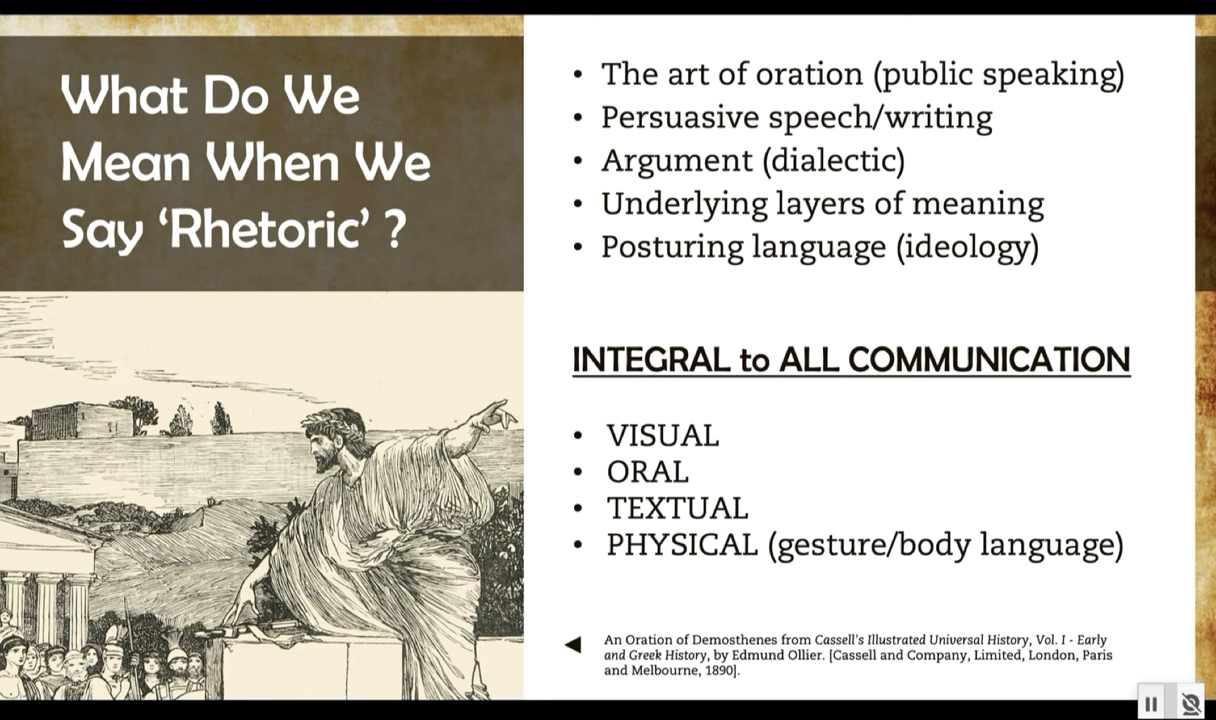 What Do We
Mean When We
Say ‘Rhetoric’ ?
• The art of oration (public speaking)
• Persuasive speech/writing
• Argument (dialectic)
• Underlying layers of meaning
• Posturing language (ideology)
INTEGRAL to ALL COMMUNICATION
• VISUAL
• ORAL
• TEXTUAL
• PHYSICAL (gesture/body language)
An Oration of Demosthenes from Cassell's Illustrated Universal History, Vol. I - Early
and Greek History, by Edmund Ollier. [Cassell and Company, Limited, London, Paris
and Melbourne, 1890].